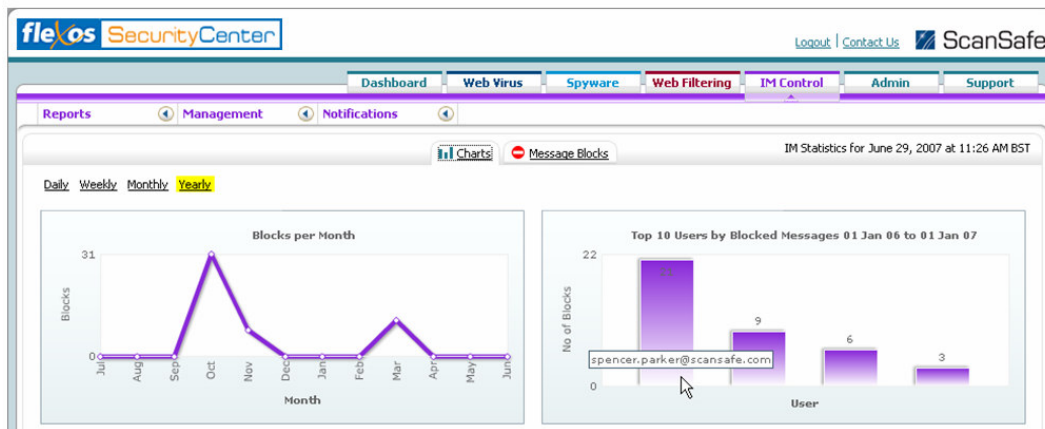 flexos SecurityCenter
Logout | Contact Us
ScanSafe
Dashboard
Web Virus
Spyware
Web Filtering
IM Control
Admin
Support
Reports
Management
Notifications
Charts
Message Blocks
IM Statistics for June 29, 2007 at 11:26 AM BST
Daily Weekly Monthly Yearly
Blocks per Month
31
Blocks
0
Jul
Aug
Sep
Oct
Nov
Dec
Jan
Feb
Mar
Apr
May
Jun
Month
Top 10 Users by Blocked Messages 01 Jan 06 to 01 Jan 07
22
No of Blocks
9
6
3
spencer.parker@scansafe.com
0
User